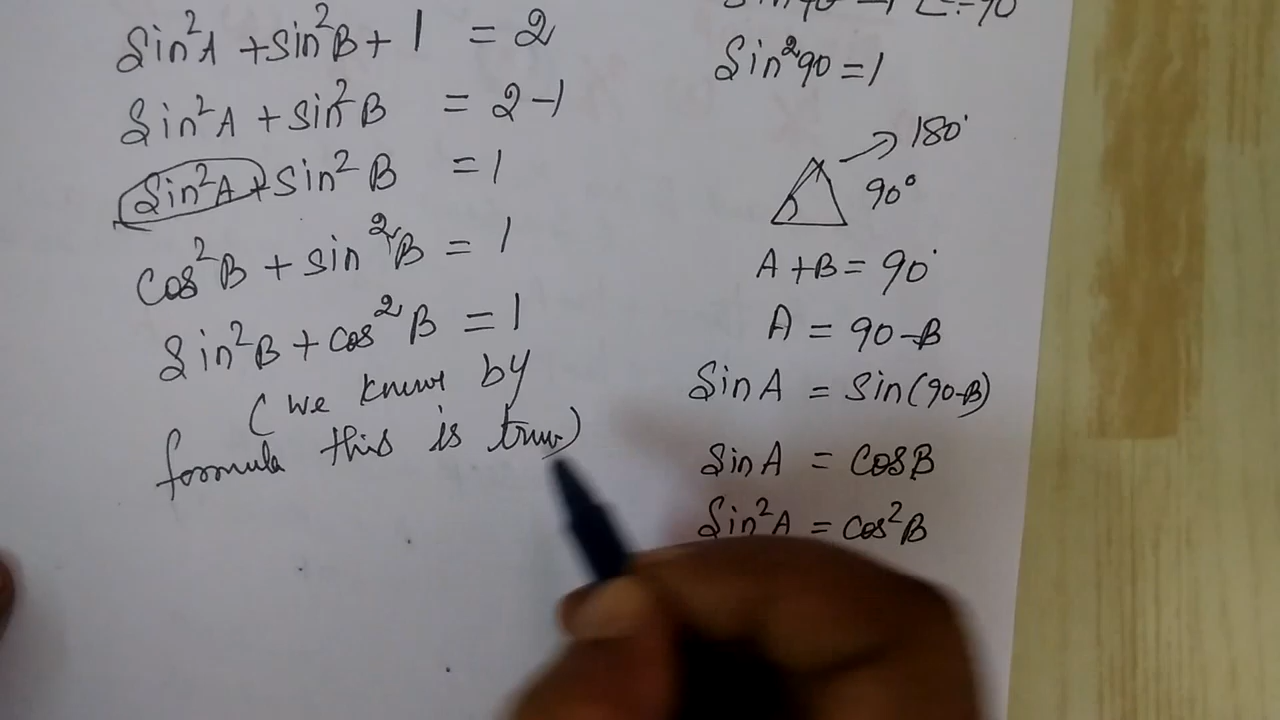 Sin²A + Sin²B + 1 = 2
Sin²A + Sin²B = 2 - 1
Sin²A + Sin²B = 1
Cos²B + Sin²B = 1
Sin²B + Cos²B = 1
(we know by
formula this is true)
Sin²90 = 1
180°
90°
A + B = 90°
A = 90 - B
Sin A = Sin(90-B)
Sin A = Cos B
Sin²A = Cos²B